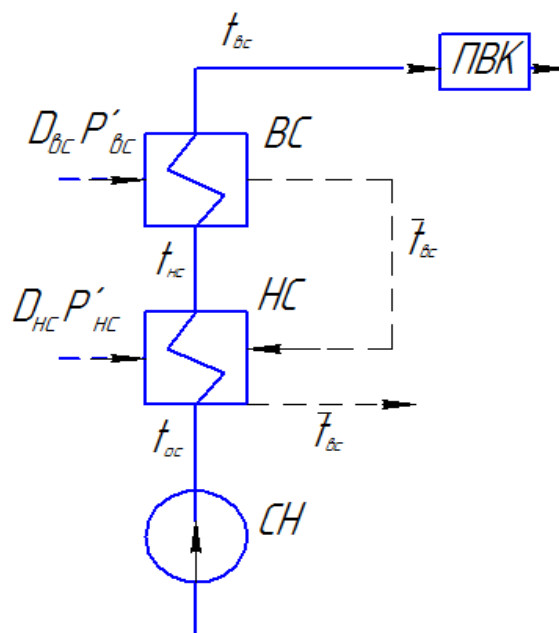 t вс
ПВК
D вс P´ вс
ВС
t̄ вс
t нс
D нс P´ нс
НС
t ос
t̄ вс
СН